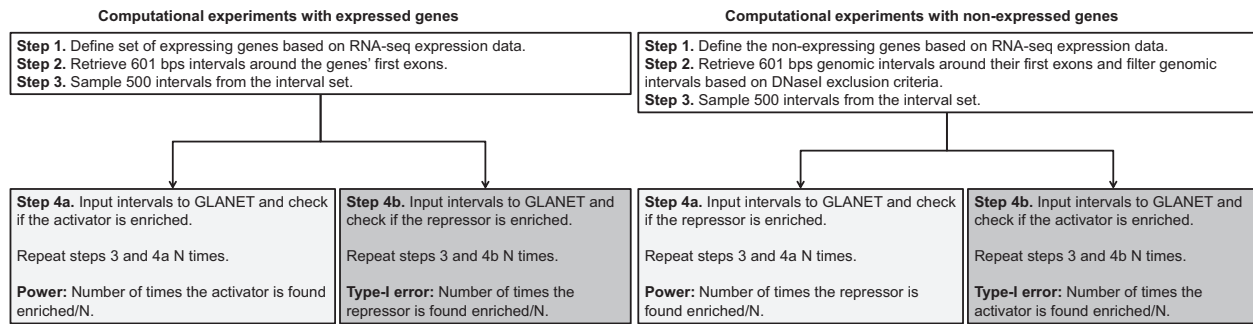 Computational experiments with expressed genes
Step 1. Define set of expressing genes based on RNA-seq expression data.
Step 2. Retrieve 601 bps intervals around the genes' first exons.
Step 3. Sample 500 intervals from the interval set.
Step 4a. Input intervals to GLANET and check
if the activator is enriched.
Repeat steps 3 and 4a N times.
Power: Number of times the activator is found
enriched/N.
Step 4b. Input intervals to GLANET and
check if the repressor is enriched.
Repeat steps 3 and 4b N times.
Type-I error: Number of times the
repressor is found enriched/N.
Computational experiments with non-expressed genes
Step 1. Define the non-expressing genes based on RNA-seq expression data.
Step 2. Retrieve 601 bps genomic intervals around their first exons and filter genomic
intervals based on DNaseI exclusion criteria.
Step 3. Sample 500 intervals from the interval set.
Step 4a. Input intervals to GLANET and check
if the repressor is enriched.
Repeat steps 3 and 4a N times.
Power: Number of times the repressor is
found enriched/N.
Step 4b. Input intervals to GLANET and
check if the activator is enriched.
Repeat steps 3 and 4b N times.
Type-I error: Number of times the
activator is found enriched/N.